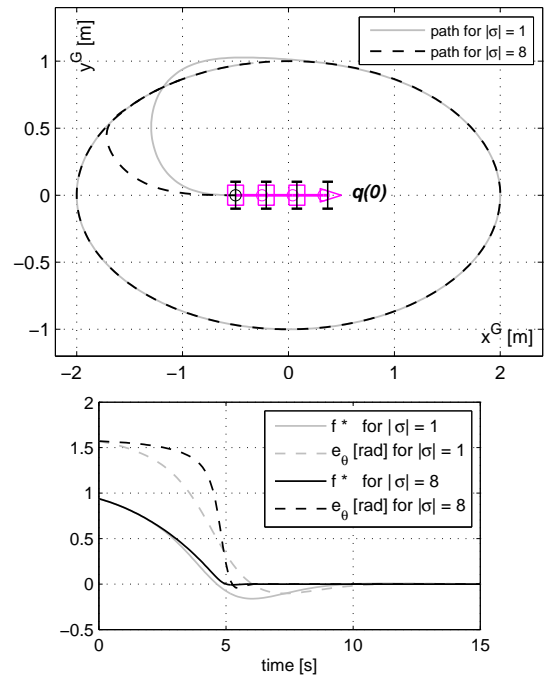 y^G [m]
path for |σ| = 1
path for |σ| = 8
1
0.5
0
−0.5
−1
q(0)
x^G [m]
−2
−1
0
1
2
2
1.5
1
0.5
0
−0.5
f * for |σ| = 1
e_θ [rad] for |σ| = 1
f * for |σ| = 8
e_θ [rad] for |σ| = 8
0
5
10
15
time [s]